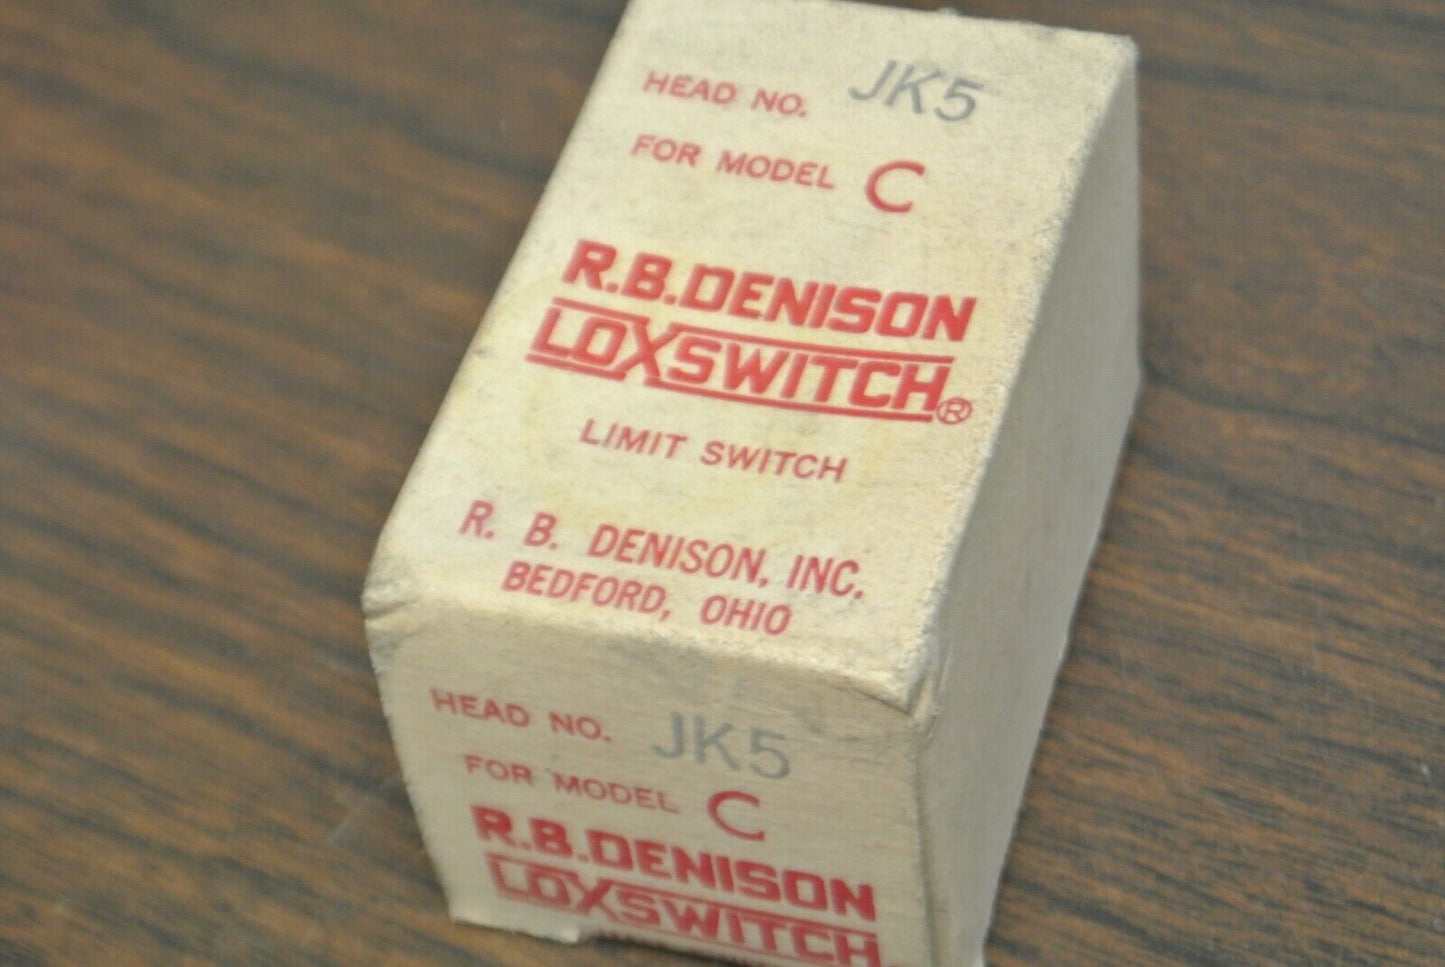 HEAD NO. JK5
FOR MODEL C
R.B.DENISON
LOXSWITCH®
LIMIT SWITCH
R. B. DENISON, INC.
BEDFORD, OHIO
HEAD NO. JK5
FOR MODEL C
R.B.DENISON
LOXSWITCH